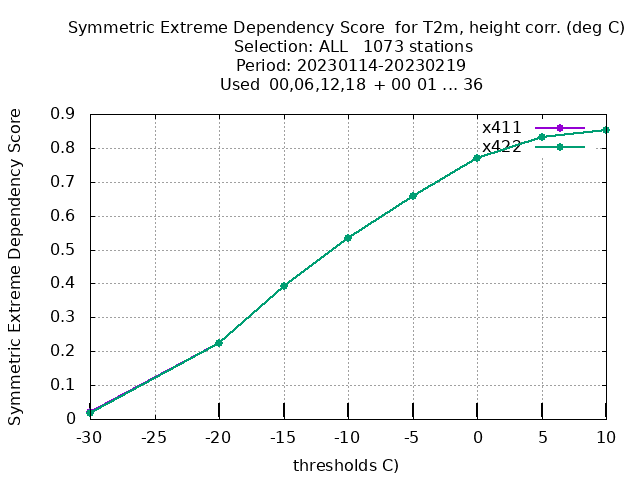 Symmetric Extreme Dependency Score  for T2m, height corr. (deg C)
Selection: ALL   1073 stations
Period: 20230114-20230219
Used  00,06,12,18  + 00 01 ... 36
Symmetric Extreme Dependency Score
0.9
0.8
0.7
0.6
0.5
0.4
0.3
0.2
0.1
0
x411
x422
-30 -25 -20 -15 -10 -5 0 5 10
thresholds C)